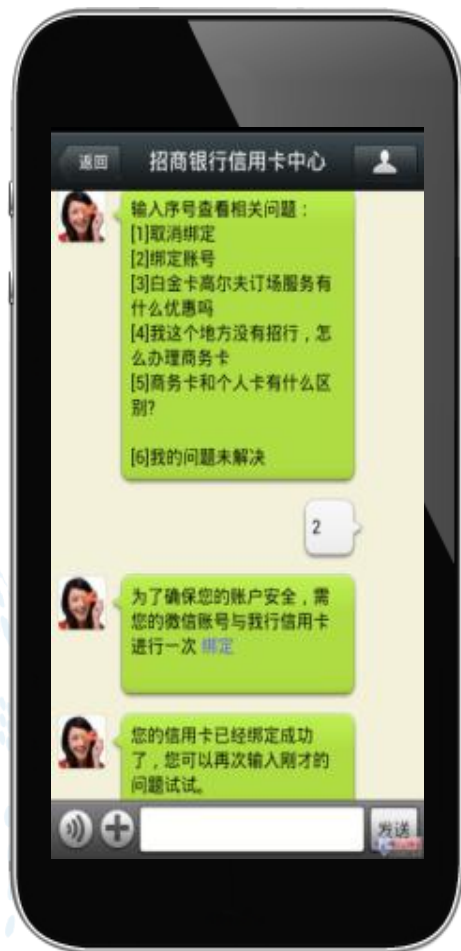 返回 招商银行信用卡中心
输入序号查看相关问题：
[1]取消绑定
[2]绑定账号
[3]白金卡高尔夫订场服务有
什么优惠吗
[4]我这个地方没有招行，怎
么办理商务卡
[5]商务卡和个人卡有什么区
别?
[6]我的问题未解决
2
为了确保您的账户安全，需
您的微信账号与我行信用卡
进行一次 绑定
您的信用卡已经绑定成功
了，您可以再次输入刚才的
问题试试。
发送